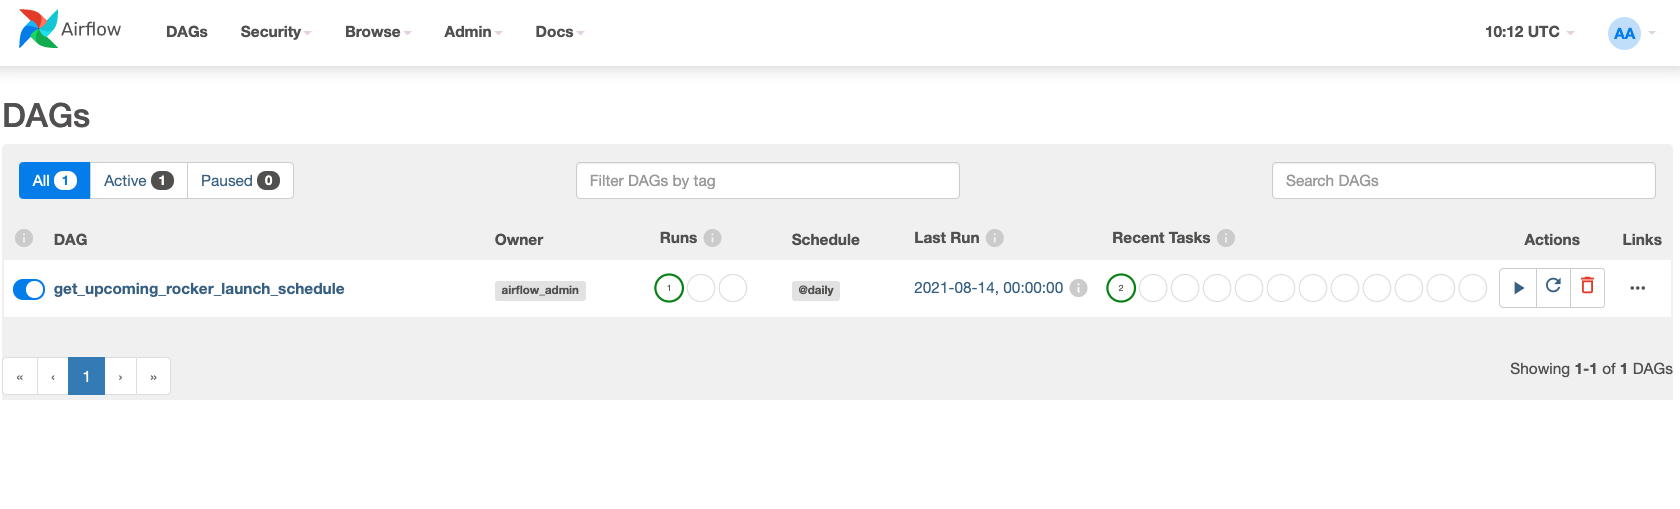 Airflow DAGs Security Browse Admin Docs 10:12 UTC AA
DAGs
All 1 Active 1 Paused 0 Filter DAGs by tag Search DAGs
i DAG Owner Runs i Schedule Last Run i Recent Tasks i Actions Links
get_upcoming_rocker_launch_schedule airflow_admin 1 @daily 2021-08-14, 00:00:00 i 2 ...
« ‹ 1 › » Showing 1-1 of 1 DAGs